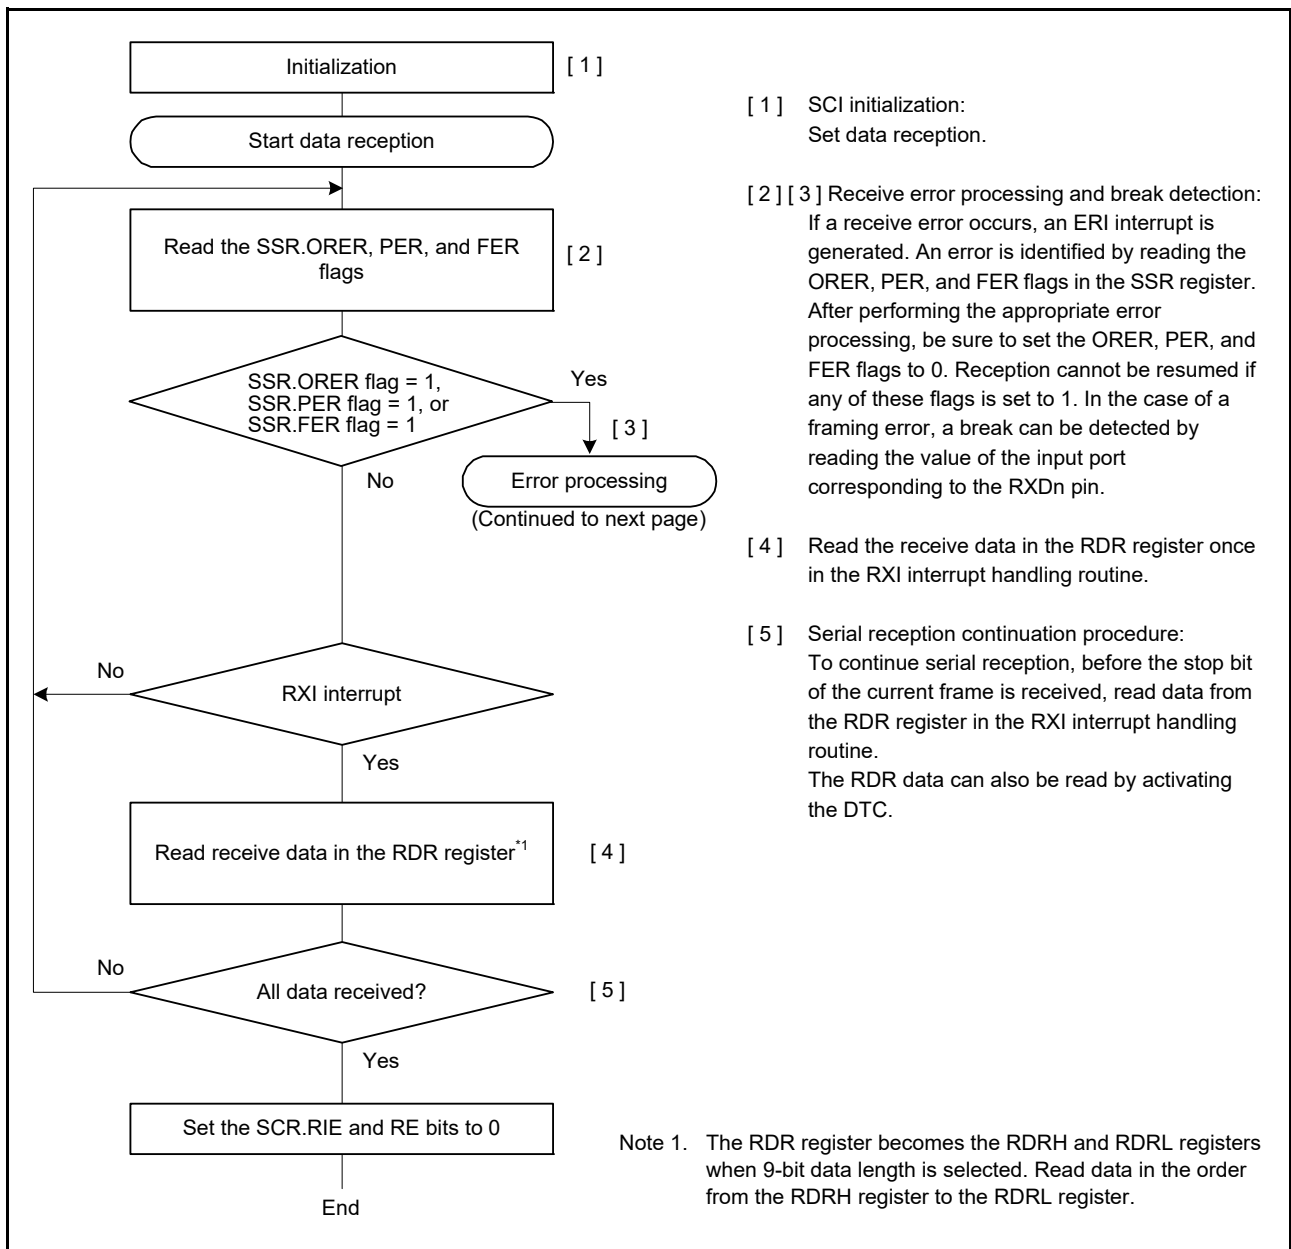 Initialization
[ 1 ]
Start data reception
Read the SSR.ORER, PER, and FER
flags
[ 2 ]
SSR.ORER flag = 1,
SSR.PER flag = 1, or
SSR.FER flag = 1
Yes
[ 3 ]
No
Error processing
(Continued to next page)
No
RXI interrupt
Yes
Read receive data in the RDR register*1
[ 4 ]
No
All data received?
[ 5 ]
Yes
Set the SCR.RIE and RE bits to 0
End
[ 1 ] SCI initialization:
Set data reception.
[ 2 ] [ 3 ] Receive error processing and break detection:
If a receive error occurs, an ERI interrupt is
generated. An error is identified by reading the
ORER, PER, and FER flags in the SSR register.
After performing the appropriate error
processing, be sure to set the ORER, PER, and
FER flags to 0. Reception cannot be resumed if
any of these flags is set to 1. In the case of a
framing error, a break can be detected by
reading the value of the input port
corresponding to the RXDn pin.
[ 4 ] Read the receive data in the RDR register once
in the RXI interrupt handling routine.
[ 5 ] Serial reception continuation procedure:
To continue serial reception, before the stop bit
of the current frame is received, read data from
the RDR register in the RXI interrupt handling
routine.
The RDR data can also be read by activating
the DTC.
Note 1. The RDR register becomes the RDRH and RDRL registers
when 9-bit data length is selected. Read data in the order
from the RDRH register to the RDRL register.